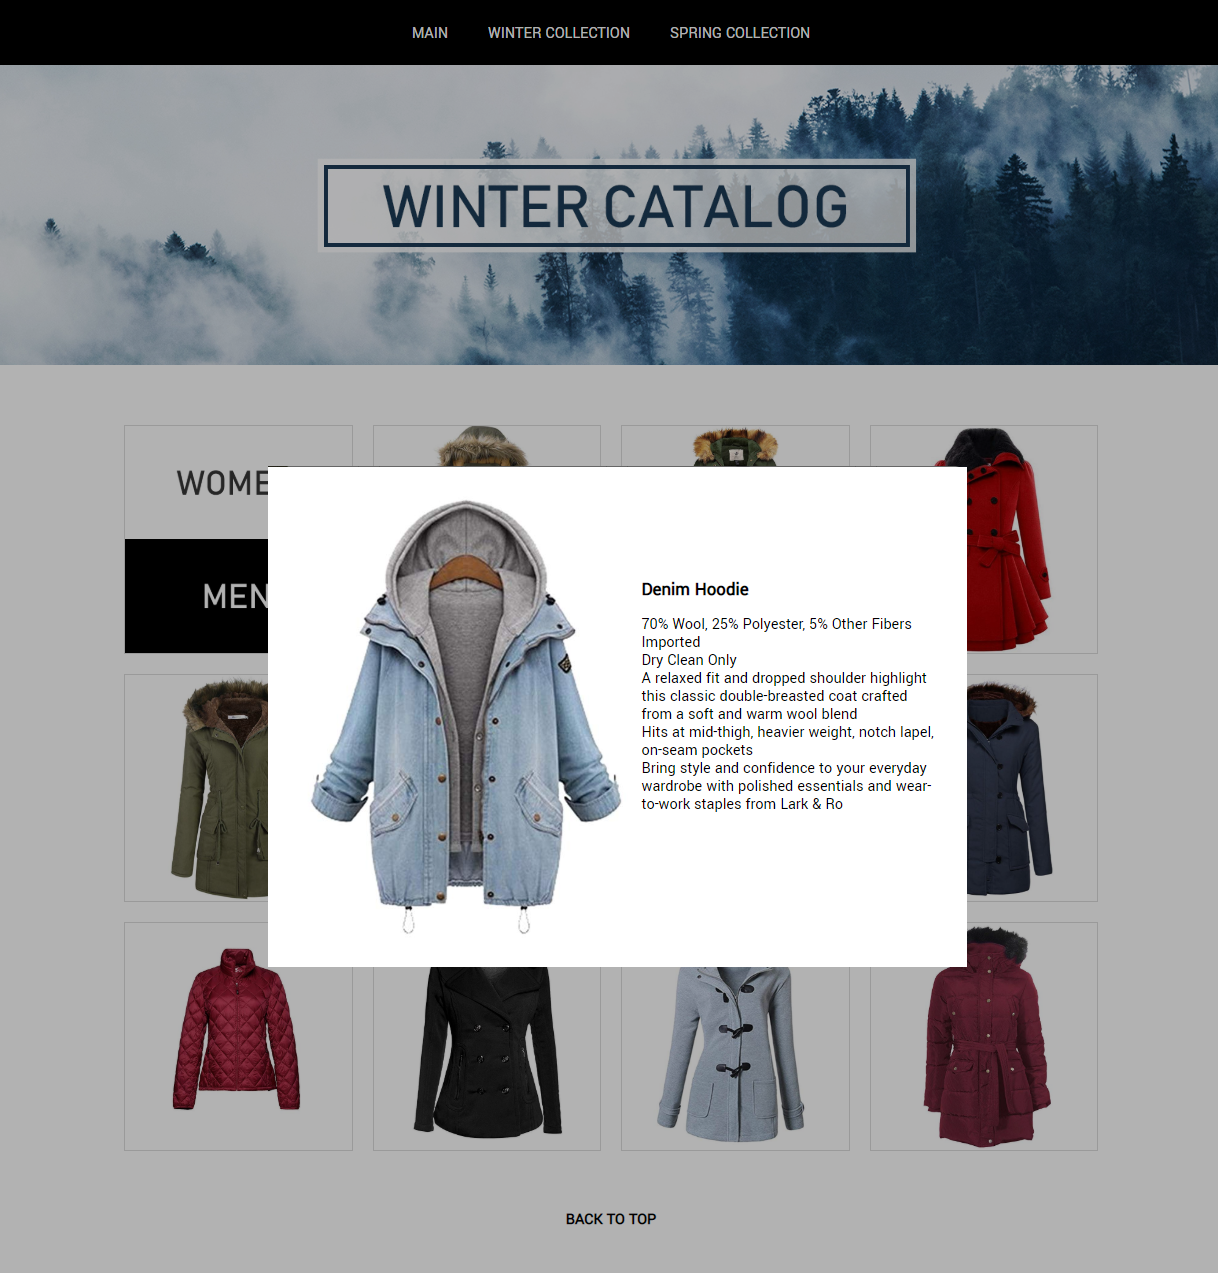 MAIN WINTER COLLECTION SPRING COLLECTION
WINTER CATALOG
WOME
MEN
Denim Hoodie
70% Wool, 25% Polyester, 5% Other Fibers
Imported
Dry Clean Only
A relaxed fit and dropped shoulder highlight
this classic double-breasted coat crafted
from a soft and warm wool blend
Hits at mid-thigh, heavier weight, notch lapel,
on-seam pockets
Bring style and confidence to your everyday
wardrobe with polished essentials and wear-
to-work staples from Lark & Ro
BACK TO TOP